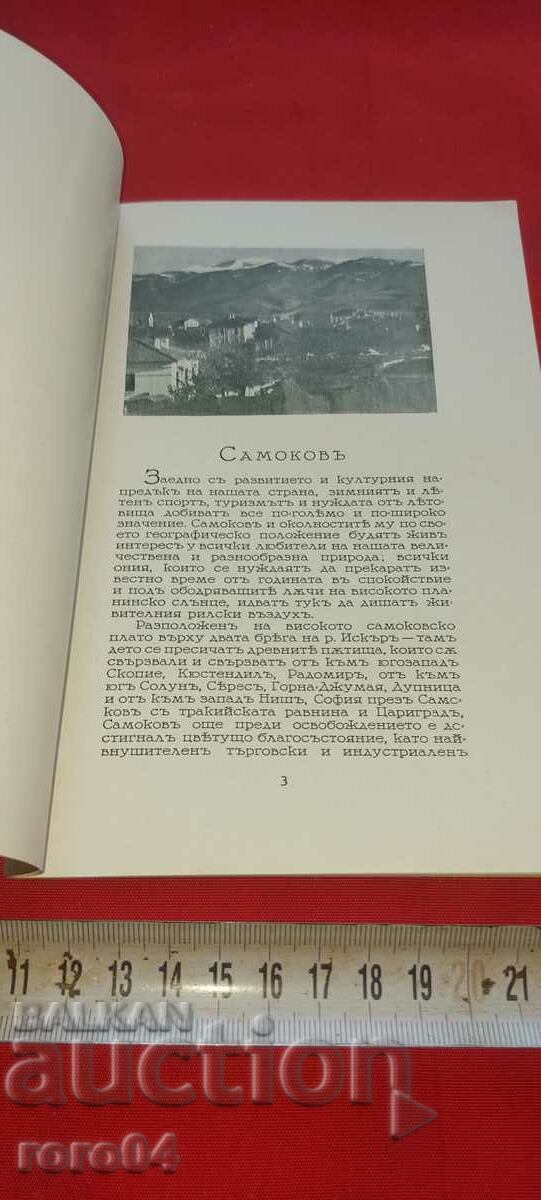 Самоковъ
Заедно съ развитието и културния на-
предъкъ на нашата страна, зимниятъ и лѣ-
тенъ спортъ, туризмътъ и нуждата отъ лѣто-
вища добиватъ все по-голѣмо и по-широко
значение. Самоковъ и околноститѣ му по сво-
ето географическо положение будятъ живъ
интересъ у всички любители на нашата вели-
чествена и разнообразна природа; всички
ония, които се нуждаятъ да прекаратъ из-
вестно време отъ годината въ спокойствие
и подъ ободряващитѣ лѫчи на високото пла-
нинско слънце, идватъ тукъ да дишатъ жи-
вителния рилски въздухъ.
Разположенъ на високото самоковско
плато върху двата брѣга на р. Искъръ — тамъ
дето се пресичатъ древнитѣ пѫтища, които сѫ
свързвали и свързватъ отъ къмъ югозападъ
Скопие, Кюстендилъ, Радомиръ, отъ къмъ
югъ Солунъ, Сѣресъ, Горна-Джумая, Дупница
и отъ къмъ западъ Нишъ, София презъ Само-
ковъ съ тракийската равнина и Цариградъ,
Самоковъ още преди освобождението е до-
стигналъ цвѣтущо благосъстояние, като най-
внушителенъ търговски и индустриаленъ
3
11 12 13 14 15 16 17 18 19 20 21
BALKAN
auction
roro04